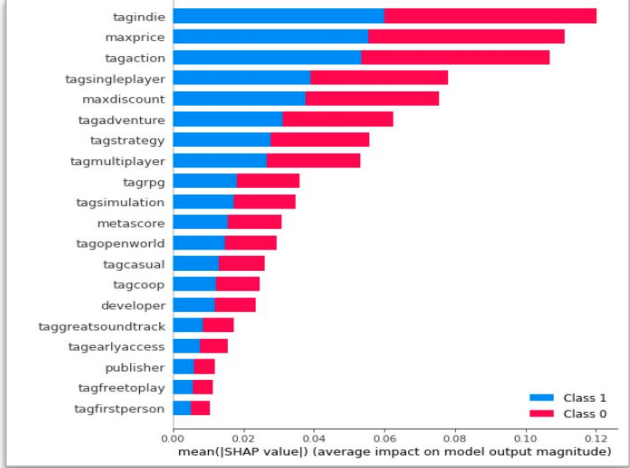 tagindie
maxprice
tagaction
tagsingleplayer
maxdiscount
tagadventure
tagstrategy
tagmultiplayer
tagrpg
tagsimulation
metascore
tagopenworld
tagcasual
tagcoop
developer
taggreatsoundtrack
tagearlyaccess
publisher
tagfreetoplay
tagfirstperson
Class 1
Class 0
0.00 0.02 0.04 0.06 0.08 0.10 0.12
mean(|SHAP value|) (average impact on model output magnitude)